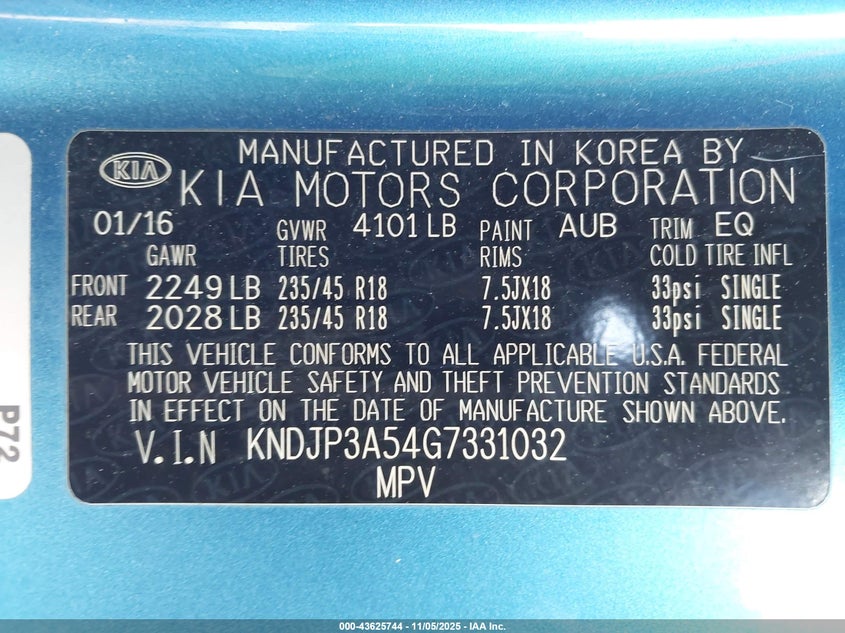 MANUFACTURED IN KOREA BY
KIA KIA MOTORS CORPORATION
01/16 GVWR 4101 LB PAINT AUB TRIM EQ
GAWR TIRES RIMS COLD TIRE INFL
FRONT 2249 LB 235/45 R18 7.5JX18 33psi SINGLE
REAR 2028 LB 235/45 R18 7.5JX18 33psi SINGLE
THIS VEHICLE CONFORMS TO ALL APPLICABLE U.S.A. FEDERAL
MOTOR VEHICLE SAFETY AND THEFT PREVENTION STANDARDS
IN EFFECT ON THE DATE OF MANUFACTURE SHOWN ABOVE.
V.I.N KNDJP3A54G7331032
MPV
P72
000-43625744 - 11/05/2025 - IAA Inc.